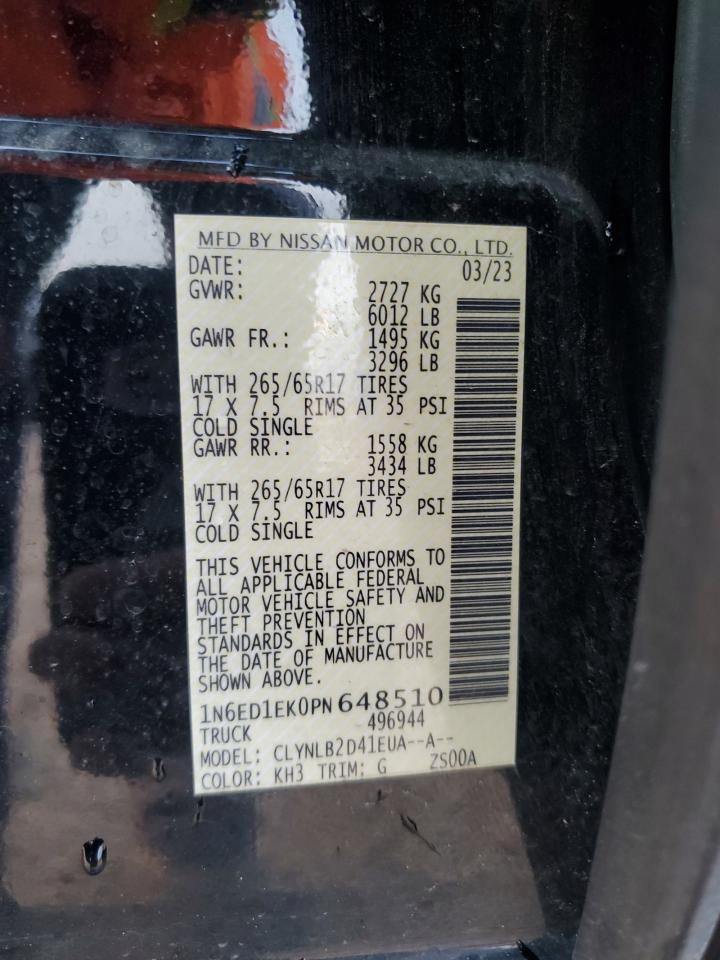 MFD BY NISSAN MOTOR CO., LTD.
DATE: 03/23
GVWR: 2727 KG
6012 LB
GAWR FR.: 1495 KG
3296 LB
WITH 265/65R17 TIRES
17 X 7.5 RIMS AT 35 PSI
COLD SINGLE
GAWR RR.: 1558 KG
3434 LB
WITH 265/65R17 TIRES
17 X 7.5 RIMS AT 35 PSI
COLD SINGLE
THIS VEHICLE CONFORMS TO
ALL APPLICABLE FEDERAL
MOTOR VEHICLE SAFETY AND
THEFT PREVENTION
STANDARDS IN EFFECT ON
THE DATE OF MANUFACTURE
SHOWN ABOVE.
1N6ED1EK0PN648510
TRUCK 496944
MODEL: CLYNLB2D41EUA--A--
COLOR: KH3 TRIM: G ZS00A